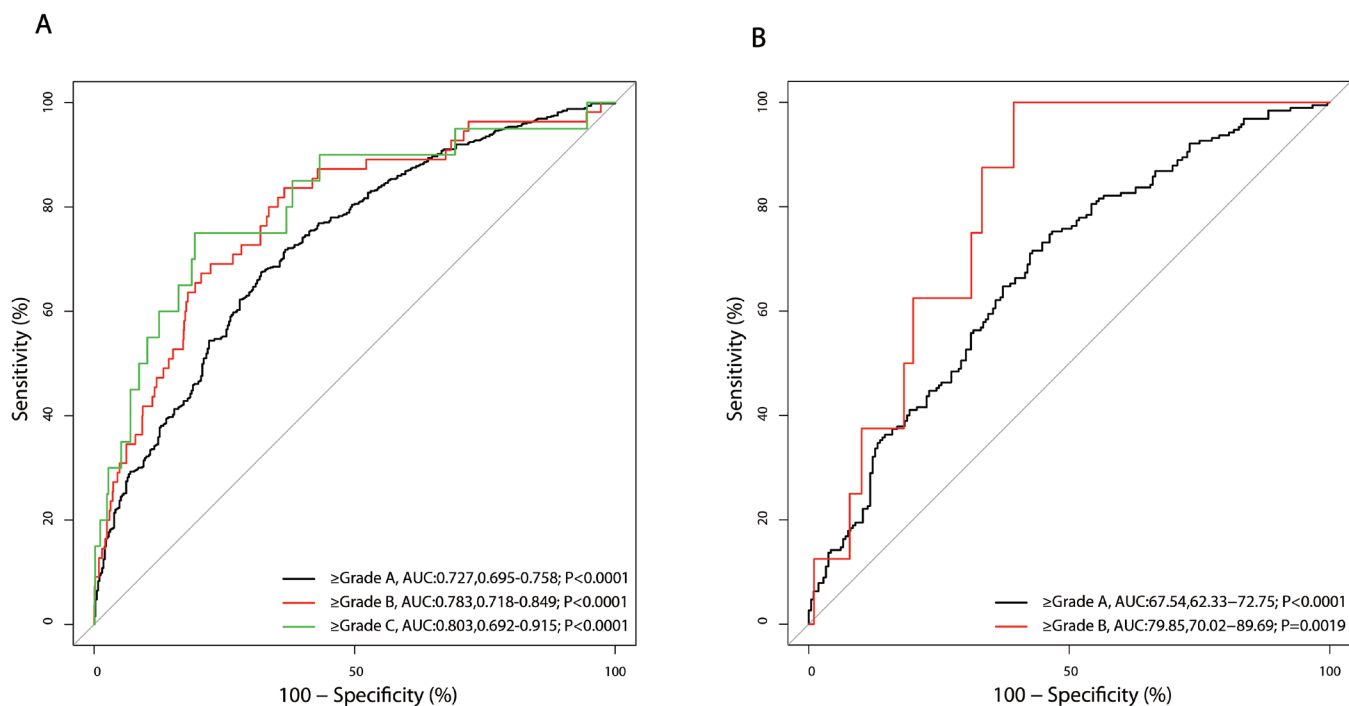 A
Sensitivity (%)
100
80
60
40
20
0
≥Grade A, AUC:0.727,0.695-0.758; P<0.0001
≥Grade B, AUC:0.783,0.718-0.849; P<0.0001
≥Grade C, AUC:0.803,0.692-0.915; P<0.0001
0
50
100
100 – Specificity (%)
B
Sensitivity (%)
100
80
60
40
20
0
≥Grade A, AUC:67.54,62.33–72.75; P<0.0001
≥Grade B, AUC:79.85,70.02–89.69; P=0.0019
0
50
100
100 – Specificity (%)